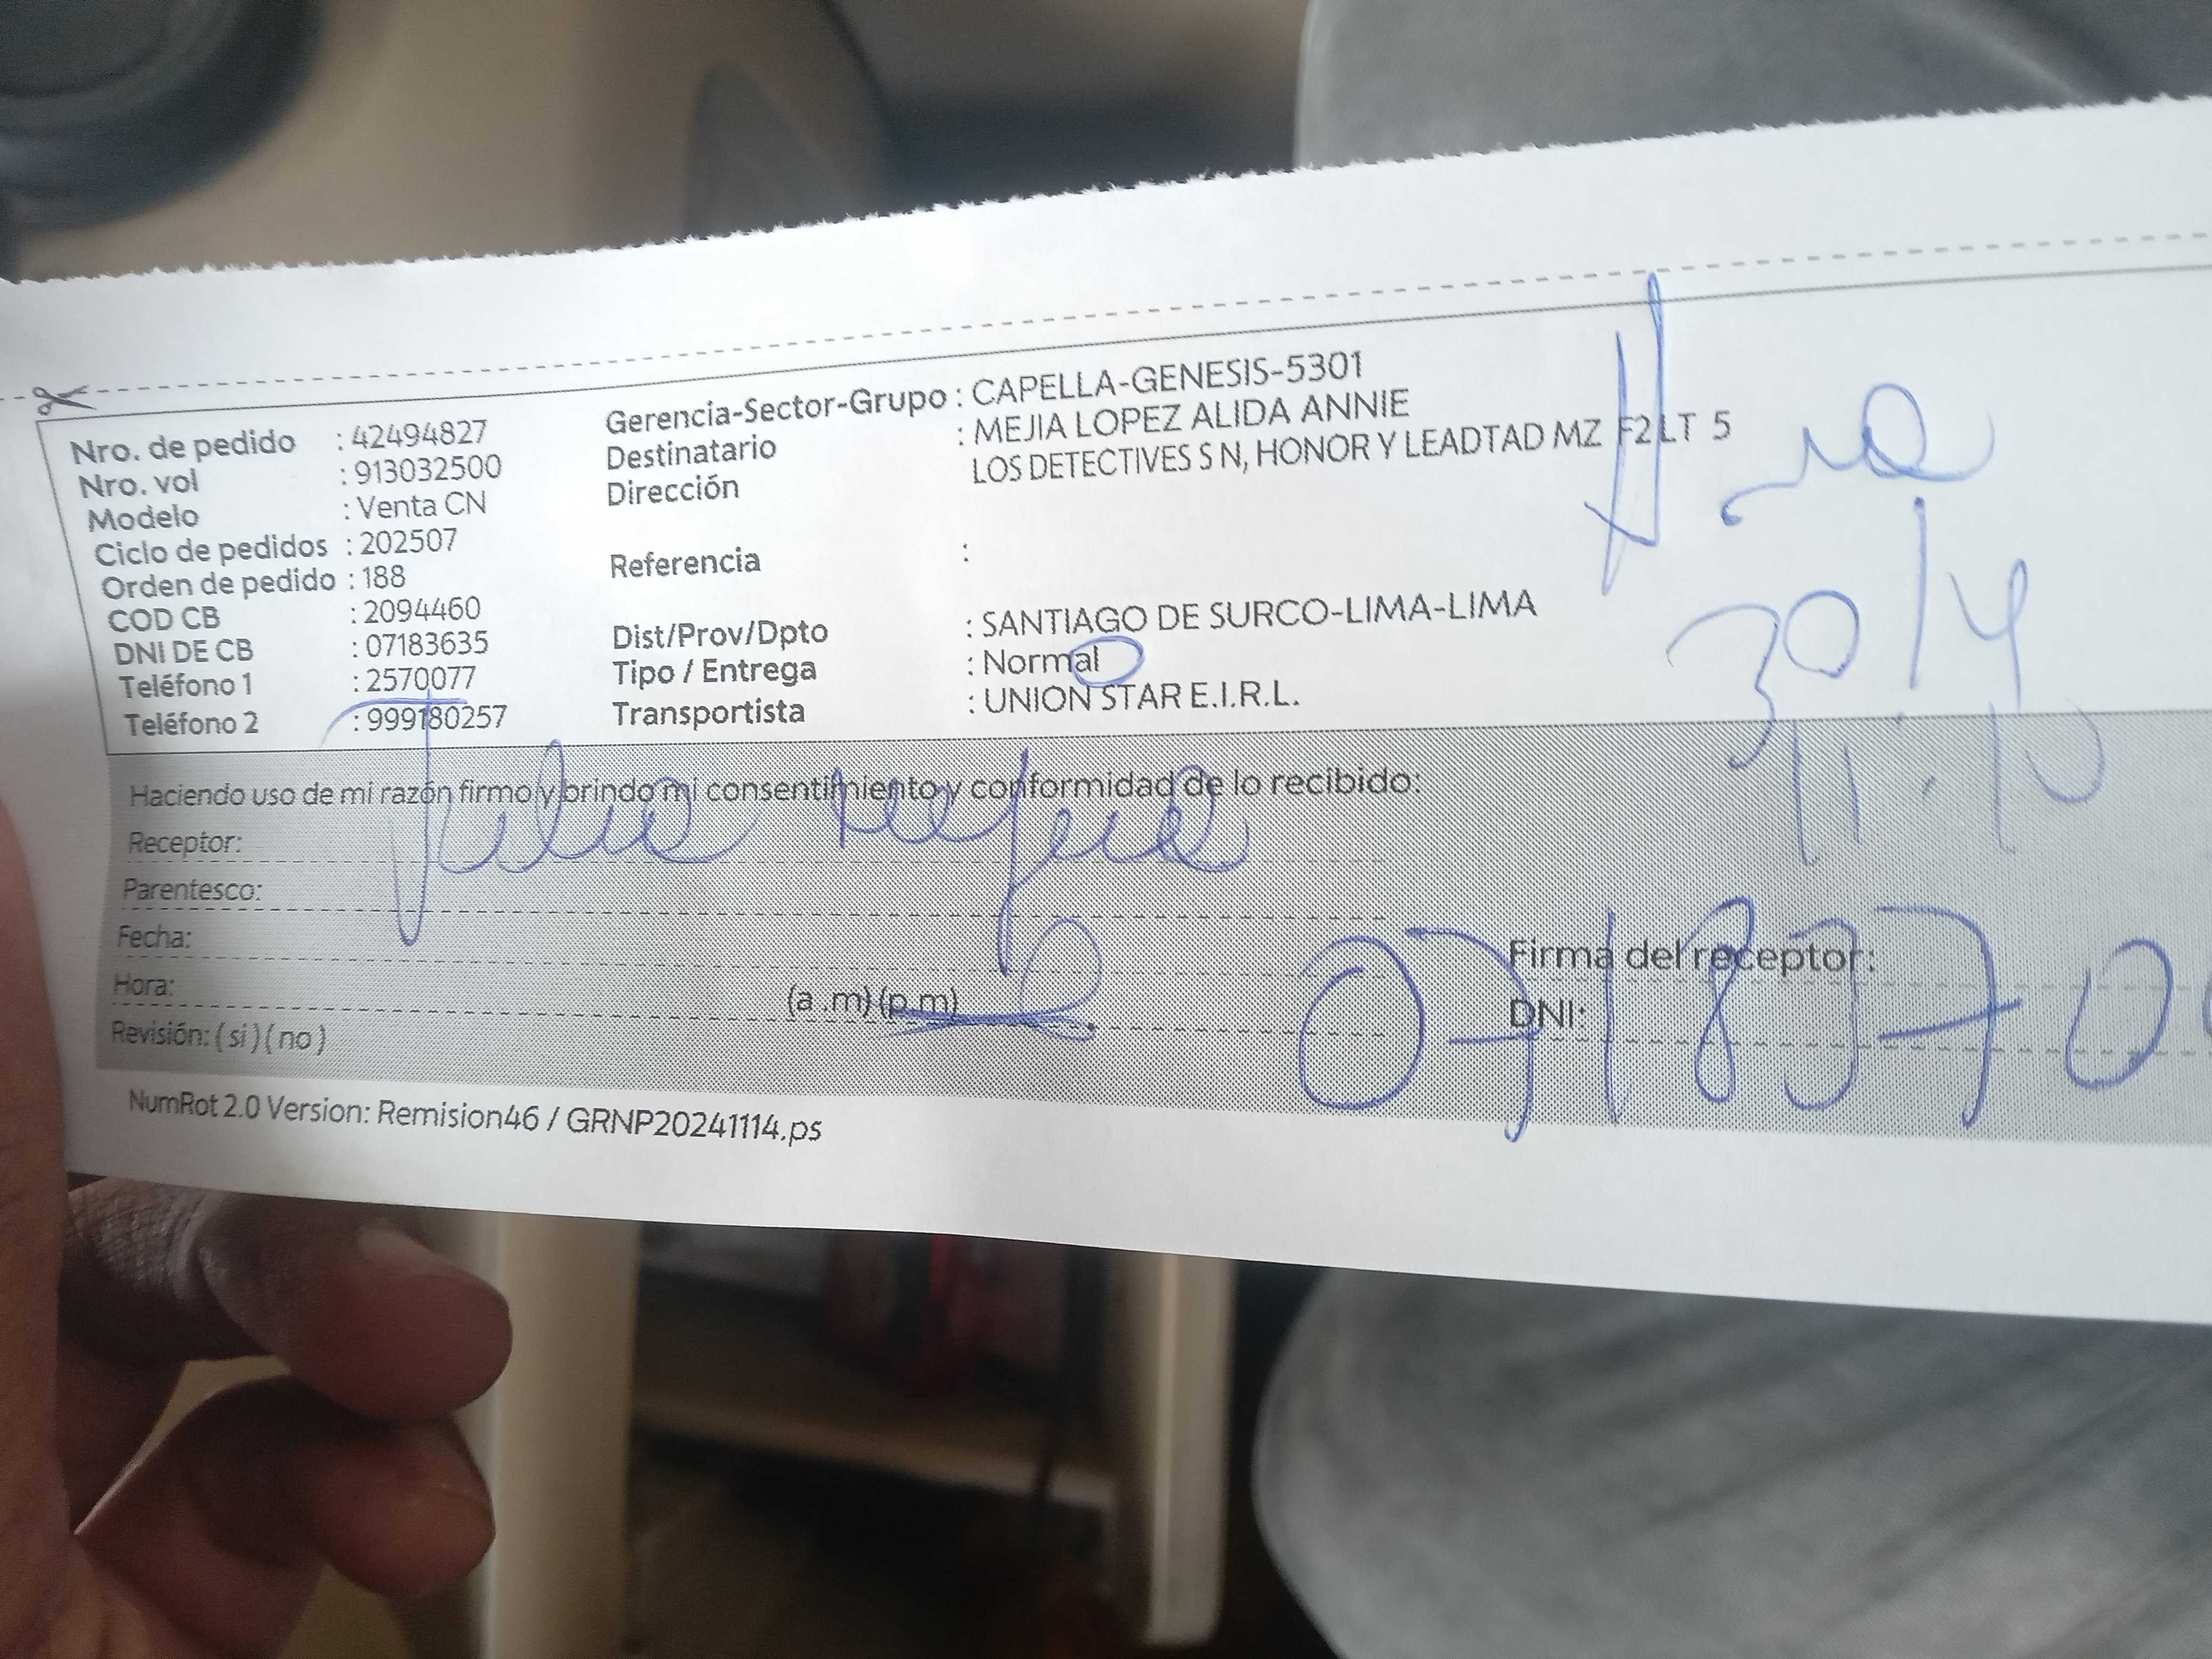 Nro. de pedido : 42494827
Nro. vol : 913032500
Modelo : Venta CN
Ciclo de pedidos : 202507
Orden de pedido : 188
COD CB : 2094460
DNI DE CB : 07183635
Teléfono 1 : 2570077
Teléfono 2 : 999180257
Gerencia-Sector-Grupo : CAPELLA-GENESIS-5301
Destinatario : MEJIA LOPEZ ALIDA ANNIE
Dirección LOS DETECTIVES S N, HONOR Y LEADTAD MZ F2 LT 5
Referencia :
Dist/Prov/Dpto : SANTIAGO DE SURCO-LIMA-LIMA
Tipo / Entrega : Normal
Transportista : UNION STAR E.I.R.L.
30/4
11:10
Haciendo uso de mi razón firmo y brindo mi consentimiento y conformidad de lo recibido:
Receptor: Julia
Parentesco:
Fecha:
Hora: (a.m) (p.m)
Revisión: (si) (no)
Firma del receptor:
DNI:
NumRot 2.0 Version: Remision46 / GRNP20241114.ps